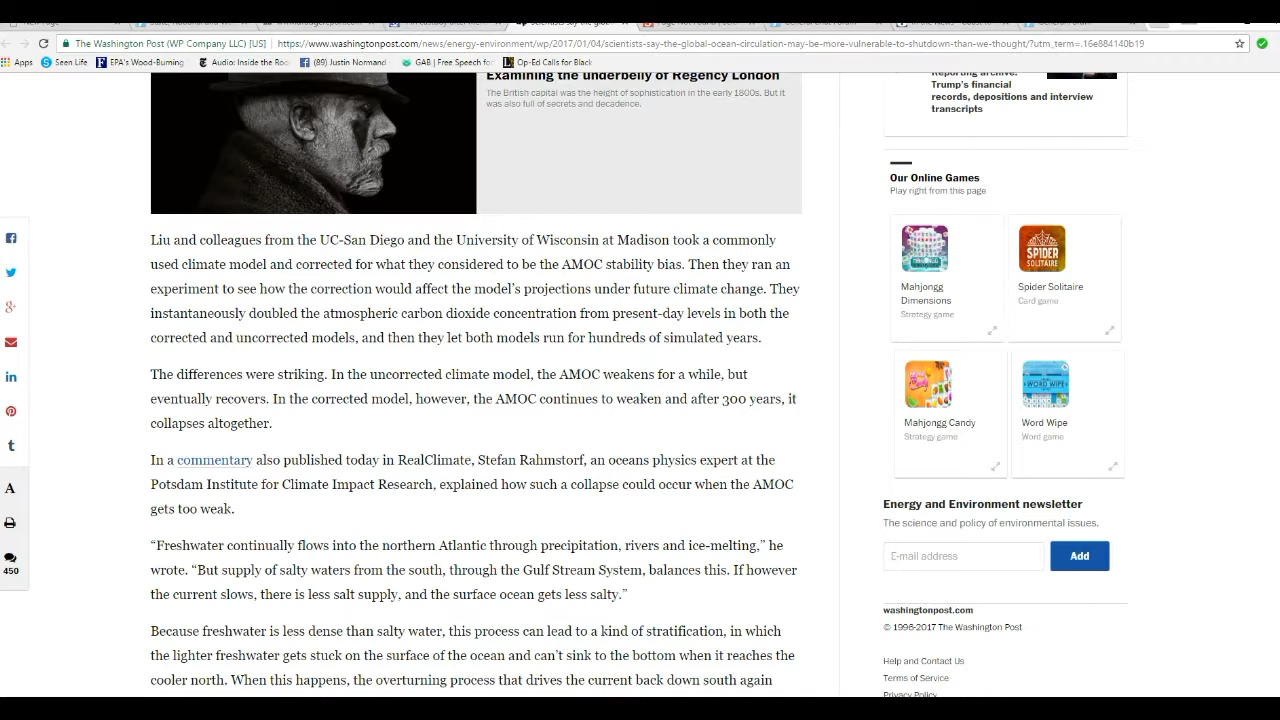 The Washington Post (WP Company LLC) [US]
https://www.washingtonpost.com/news/energy-environment/wp/2017/01/04/scientists-say-the-global-ocean-circulation-may-be-more-vulnerable-to-shutdown-than-we-thought/?utm_term=.16e884140b19
Apps
Seen Life
EPA's Wood-Burning
Audio: Inside the Ro
(89) Justin Normand
GAB | Free Speech fo
Op-Ed Calls for Black
Examining the underbelly of Regency London
The British capital was the height of sophistication in the early 1800s. But it
was also full of secrets and decadence.
Liu and colleagues from the UC-San Diego and the University of Wisconsin at Madison took a commonly
used climate model and corrected for what they considered to be the AMOC stability bias. Then they ran an
experiment to see how the correction would affect the model's projections under future climate change. They
instantaneously doubled the atmospheric carbon dioxide concentration from present-day levels in both the
corrected and uncorrected models, and then they let both models run for hundreds of simulated years.
The differences were striking. In the uncorrected climate model, the AMOC weakens for a while, but
eventually recovers. In the corrected model, however, the AMOC continues to weaken and after 300 years, it
collapses altogether.
In a commentary also published today in RealClimate, Stefan Rahmstorf, an oceans physics expert at the
Potsdam Institute for Climate Impact Research, explained how such a collapse could occur when the AMOC
gets too weak.
“Freshwater continually flows into the northern Atlantic through precipitation, rivers and ice-melting,” he
wrote. “But supply of salty waters from the south, through the Gulf Stream System, balances this. If however
the current slows, there is less salt supply, and the surface ocean gets less salty.”
Because freshwater is less dense than salty water, this process can lead to a kind of stratification, in which
the lighter freshwater gets stuck on the surface of the ocean and can’t sink to the bottom when it reaches the
cooler north. When this happens, the overturning process that drives the current back down south again
A
450
Reporting archive:
Trump's financial
records, depositions and interview
transcripts
Our Online Games
Play right from this page
SPIDER
SOLITAIRE
Mahjongg
Dimensions
Strategy game
Spider Solitaire
Card game
WORD WIPE
Mahjongg Candy
Strategy game
Word Wipe
Word game
Energy and Environment newsletter
The science and policy of environmental issues.
E-mail address
Add
washingtonpost.com
© 1996-2017 The Washington Post
Help and Contact Us
Terms of Service
Privacy Policy